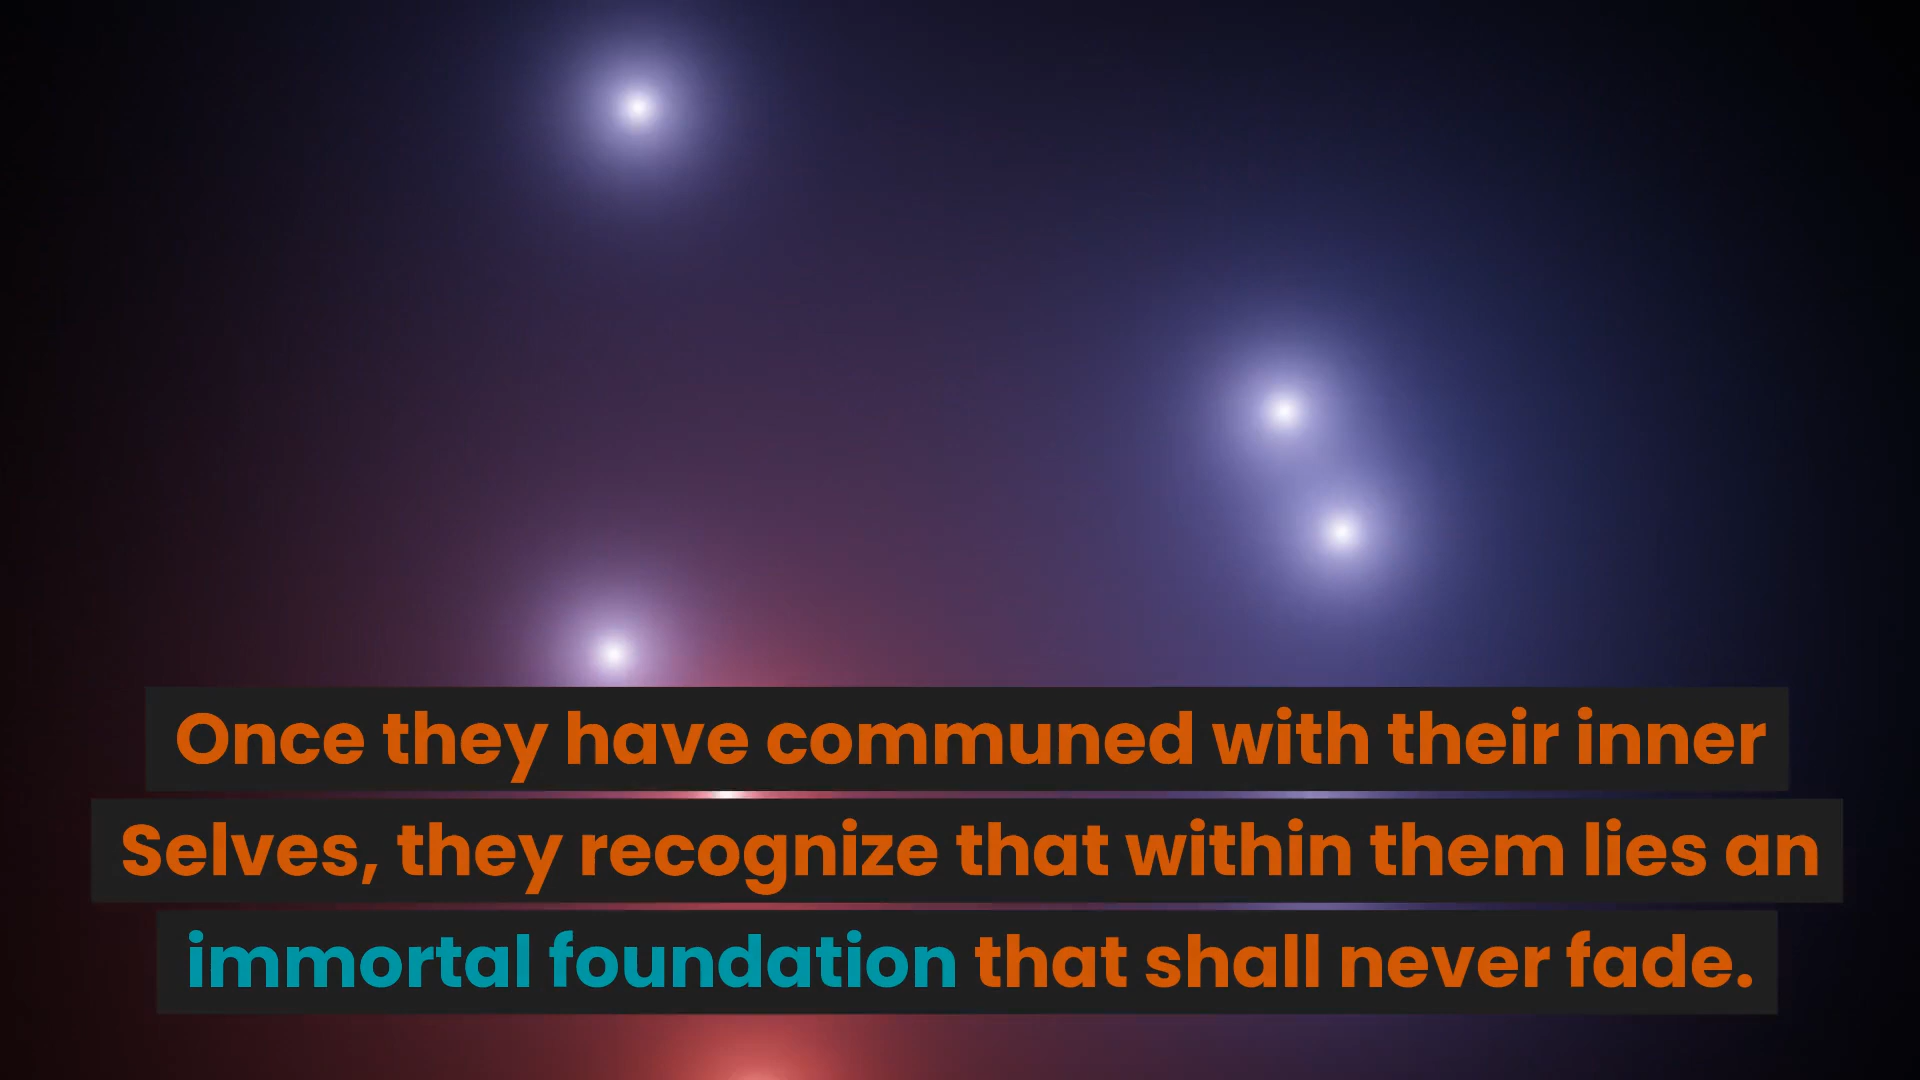 Once they have communed with their inner
Selves, they recognize that within them lies an
immortal foundation that shall never fade.